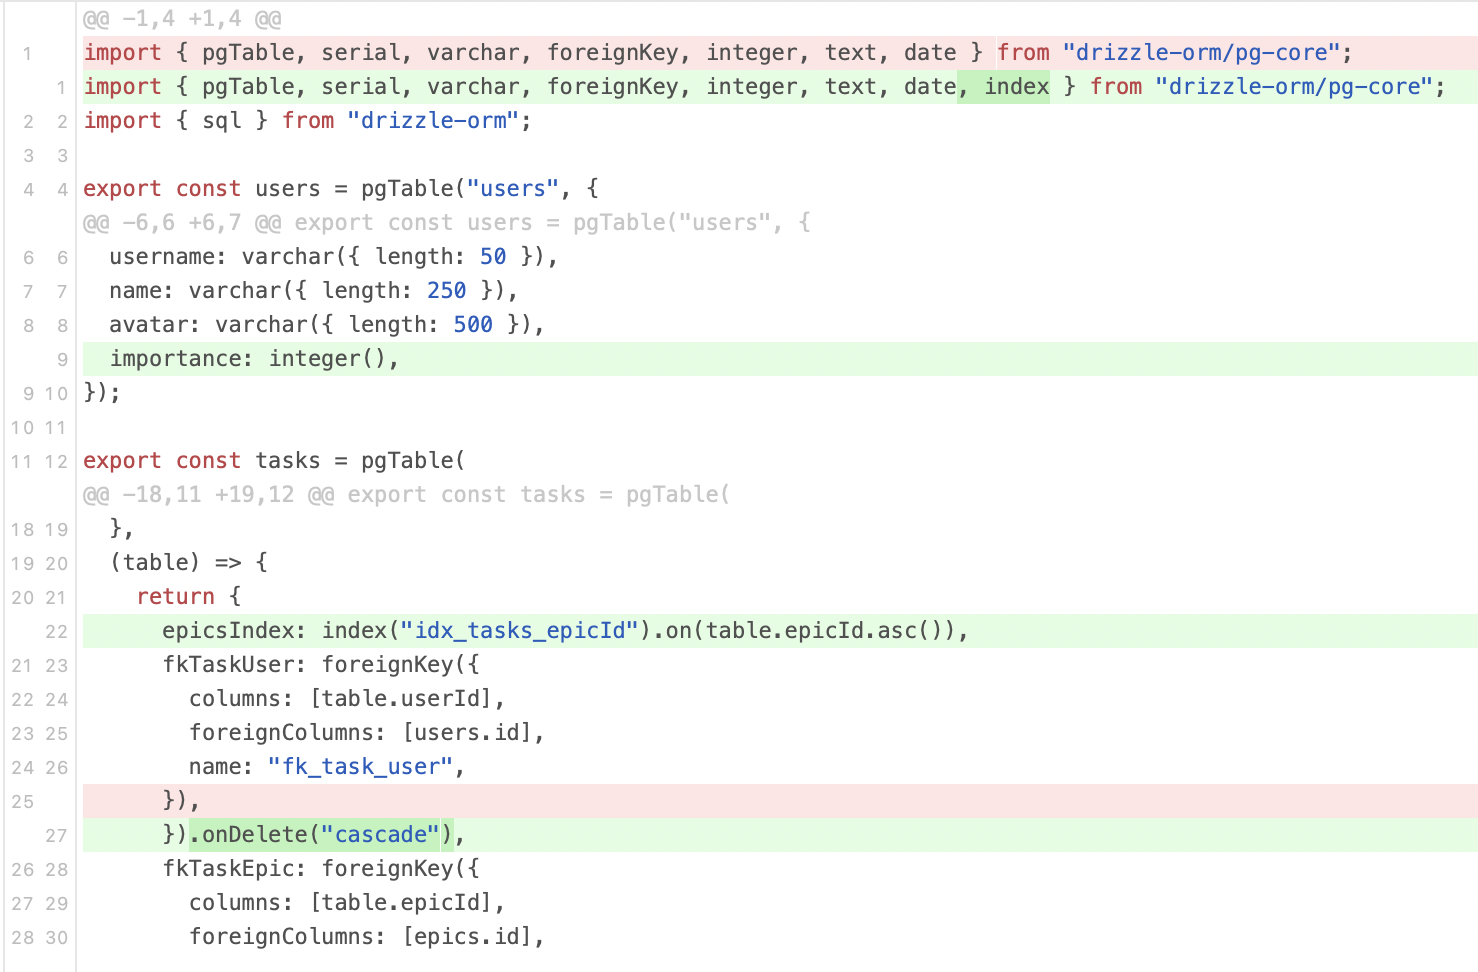 @@ -1,4 +1,4 @@
1 import { pgTable, serial, varchar, foreignKey, integer, text, date } from "drizzle-orm/pg-core";
1 import { pgTable, serial, varchar, foreignKey, integer, text, date, index } from "drizzle-orm/pg-core";
2 2 import { sql } from "drizzle-orm";
3 3
4 4 export const users = pgTable("users", {
@@ -6,6 +6,7 @@ export const users = pgTable("users", {
6 6   username: varchar({ length: 50 }),
7 7   name: varchar({ length: 250 }),
8 8   avatar: varchar({ length: 500 }),
9   importance: integer(),
9 10 });
10 11
11 12 export const tasks = pgTable(
@@ -18,11 +19,12 @@ export const tasks = pgTable(
18 19   },
19 20   (table) => {
20 21     return {
22       epicsIndex: index("idx_tasks_epicId").on(table.epicId.asc()),
21 23       fkTaskUser: foreignKey({
22 24         columns: [table.userId],
23 25         foreignColumns: [users.id],
24 26         name: "fk_task_user",
25       }),
27       }).onDelete("cascade"),
26 28       fkTaskEpic: foreignKey({
27 29         columns: [table.epicId],
28 30         foreignColumns: [epics.id],